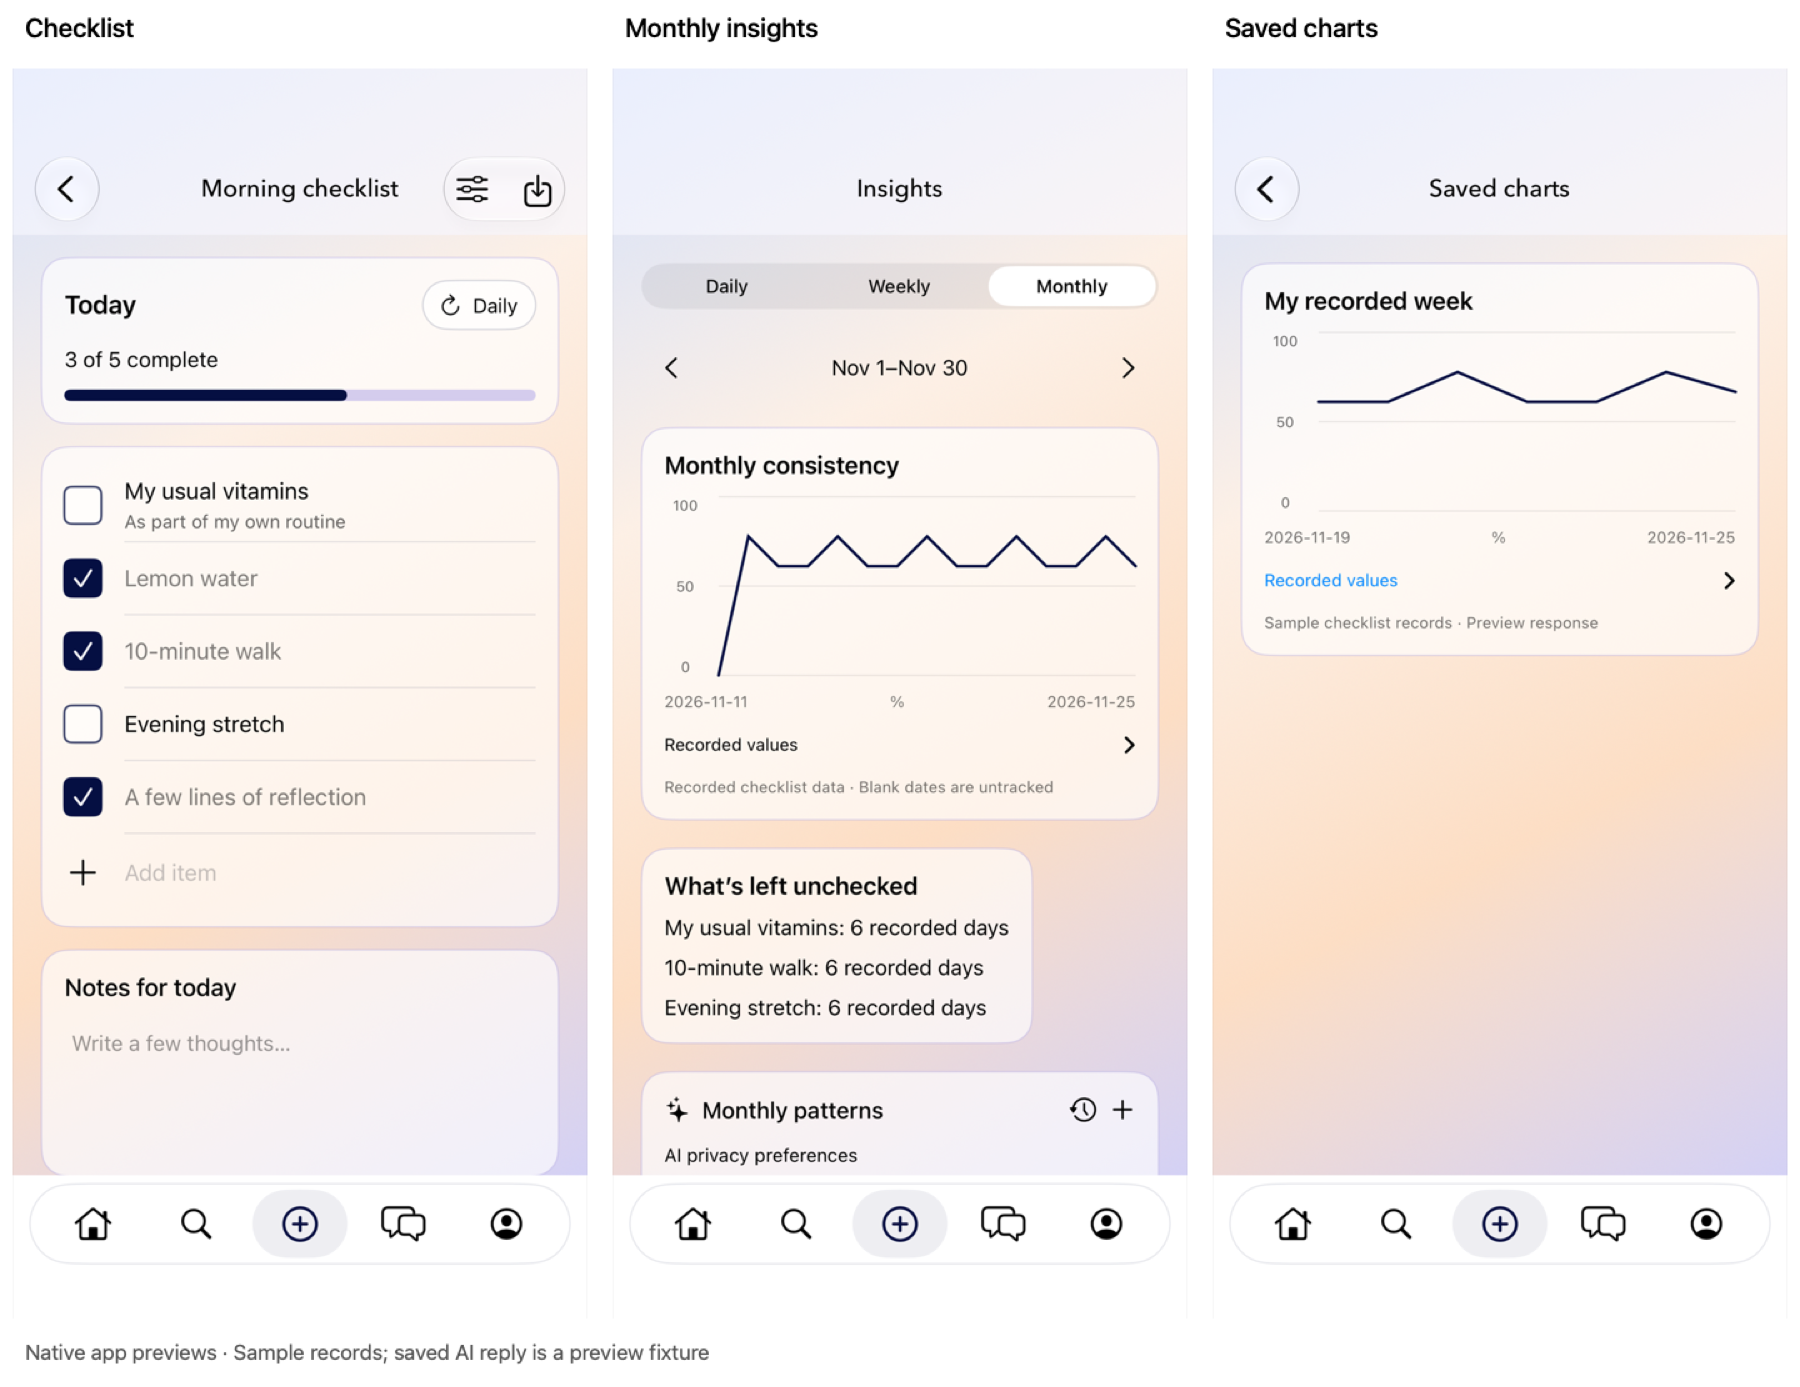 Checklist
Morning checklist
Today
Daily
3 of 5 complete
My usual vitamins
As part of my own routine
Lemon water
10-minute walk
Evening stretch
A few lines of reflection
Add item
Notes for today
Write a few thoughts...
Monthly insights
Insights
Daily
Weekly
Monthly
Nov 1–Nov 30
Monthly consistency
100
50
0
2026-11-11
%
2026-11-25
Recorded values
Recorded checklist data · Blank dates are untracked
What's left unchecked
My usual vitamins: 6 recorded days
10-minute walk: 6 recorded days
Evening stretch: 6 recorded days
Monthly patterns
AI privacy preferences
Saved charts
Saved charts
My recorded week
100
50
0
2026-11-19
%
2026-11-25
Recorded values
Sample checklist records · Preview response
Native app previews · Sample records; saved AI reply is a preview fixture